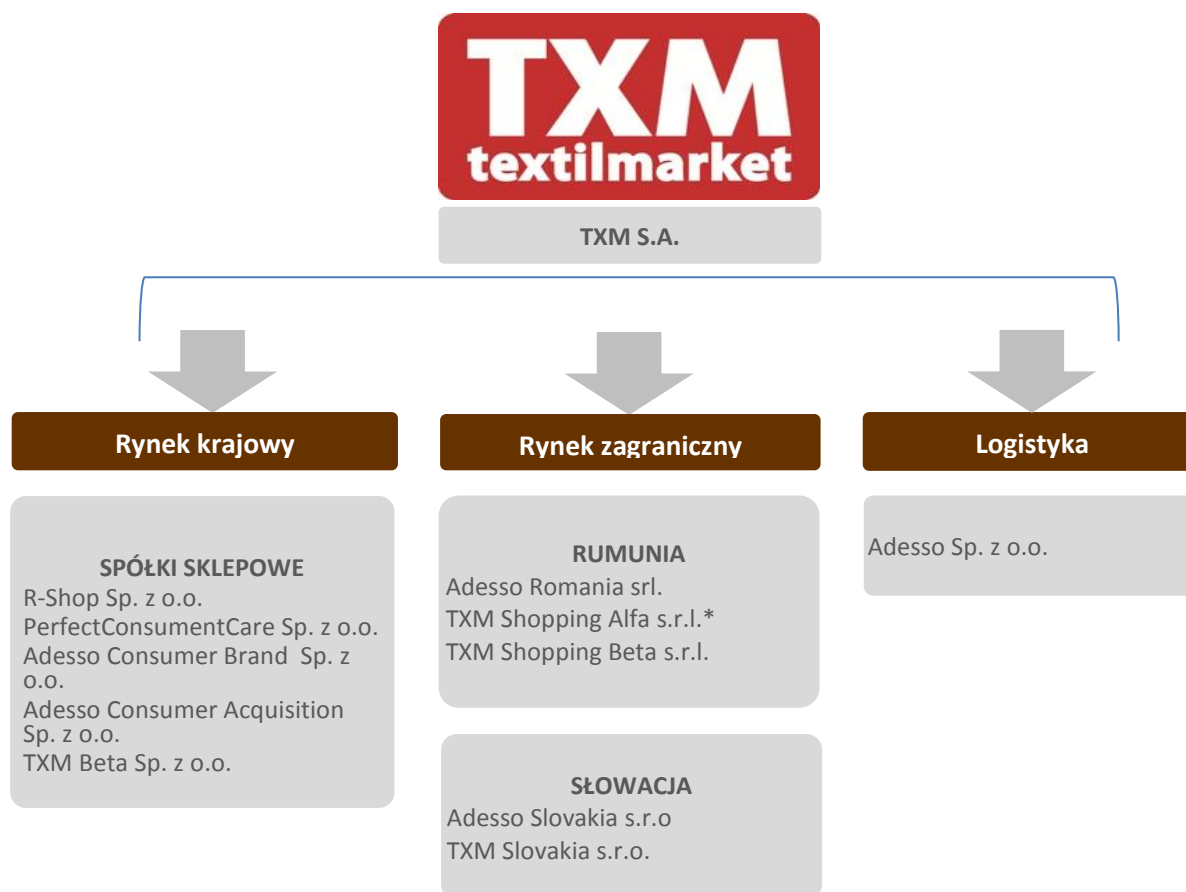 TXM
textilmarket
TXM S.A.
Rynek krajowy
SPÓŁKI SKLEPOWE
R-Shop Sp. z o.o.
PerfectConsumentCare Sp. z o.o.
Adesso Consumer Brand  Sp. z
o.o.
Adesso Consumer Acquisition
Sp. z o.o.
TXM Beta Sp. z o.o.
Rynek zagraniczny
RUMUNIA
Adesso Romania srl.
TXM Shopping Alfa s.r.l.*
TXM Shopping Beta s.r.l.
SŁOWACJA
Adesso Slovakia s.r.o
TXM Slovakia s.r.o.
Logistyka
Adesso Sp. z o.o.